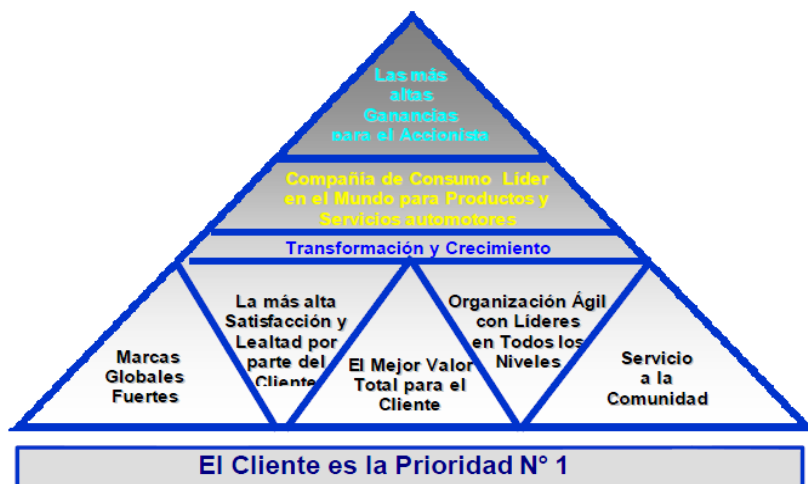 Las más
altas
Ganancias
para el Accionista
Compañia de Consumo Líder
en el Mundo para Productos y
Servicios automotores
Transformación y Crecimiento
Marcas
Globales
Fuertes
La más alta
Satisfacción y
Lealtad por
parte del
Cliente
El Mejor Valor
Total para el
Cliente
Organización Ágil
con Líderes
en Todos los
Niveles
Servicio
a la
Comunidad
El Cliente es la Prioridad N° 1